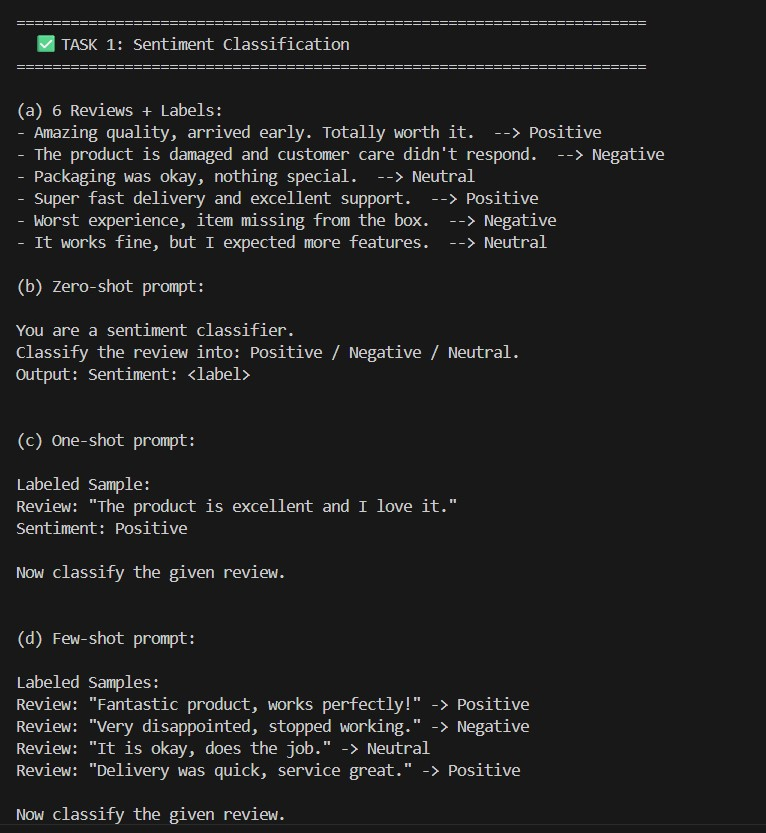 ======================================================================
✅ TASK 1: Sentiment Classification
======================================================================
(a) 6 Reviews + Labels:
- Amazing quality, arrived early. Totally worth it.  --> Positive
- The product is damaged and customer care didn't respond.  --> Negative
- Packaging was okay, nothing special.  --> Neutral
- Super fast delivery and excellent support.  --> Positive
- Worst experience, item missing from the box.  --> Negative
- It works fine, but I expected more features.  --> Neutral
(b) Zero-shot prompt:
You are a sentiment classifier.
Classify the review into: Positive / Negative / Neutral.
Output: Sentiment: <label>
(c) One-shot prompt:
Labeled Sample:
Review: "The product is excellent and I love it."
Sentiment: Positive
Now classify the given review.
(d) Few-shot prompt:
Labeled Samples:
Review: "Fantastic product, works perfectly!" -> Positive
Review: "Very disappointed, stopped working." -> Negative
Review: "It is okay, does the job." -> Neutral
Review: "Delivery was quick, service great." -> Positive
Now classify the given review.